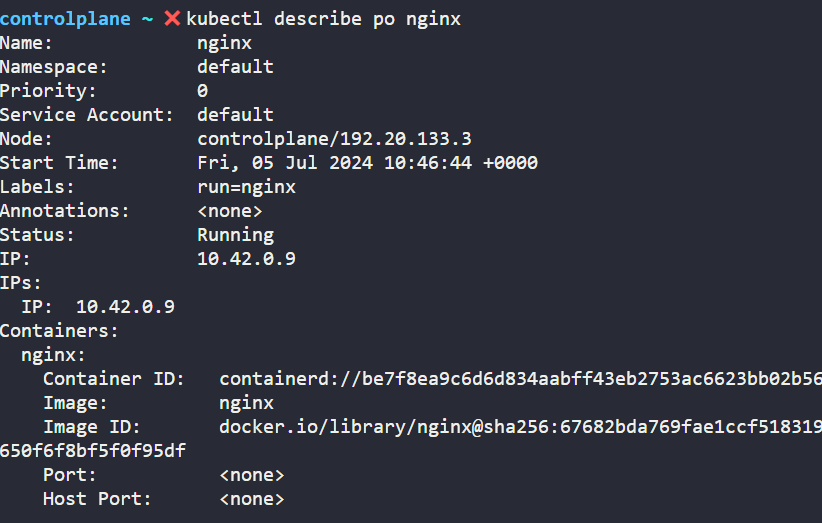 controlplane ~ ✖ kubectl describe po nginx
Name:             nginx
Namespace:        default
Priority:         0
Service Account:  default
Node:             controlplane/192.20.133.3
Start Time:       Fri, 05 Jul 2024 10:46:44 +0000
Labels:           run=nginx
Annotations:      <none>
Status:           Running
IP:               10.42.0.9
IPs:
  IP:  10.42.0.9
Containers:
  nginx:
    Container ID:   containerd://be7f8ea9c6d6d834aabff43eb2753ac6623bb02b56
    Image:          nginx
    Image ID:       docker.io/library/nginx@sha256:67682bda769fae1ccf518319
650f6f8bf5f0f95df
    Port:           <none>
    Host Port:      <none>